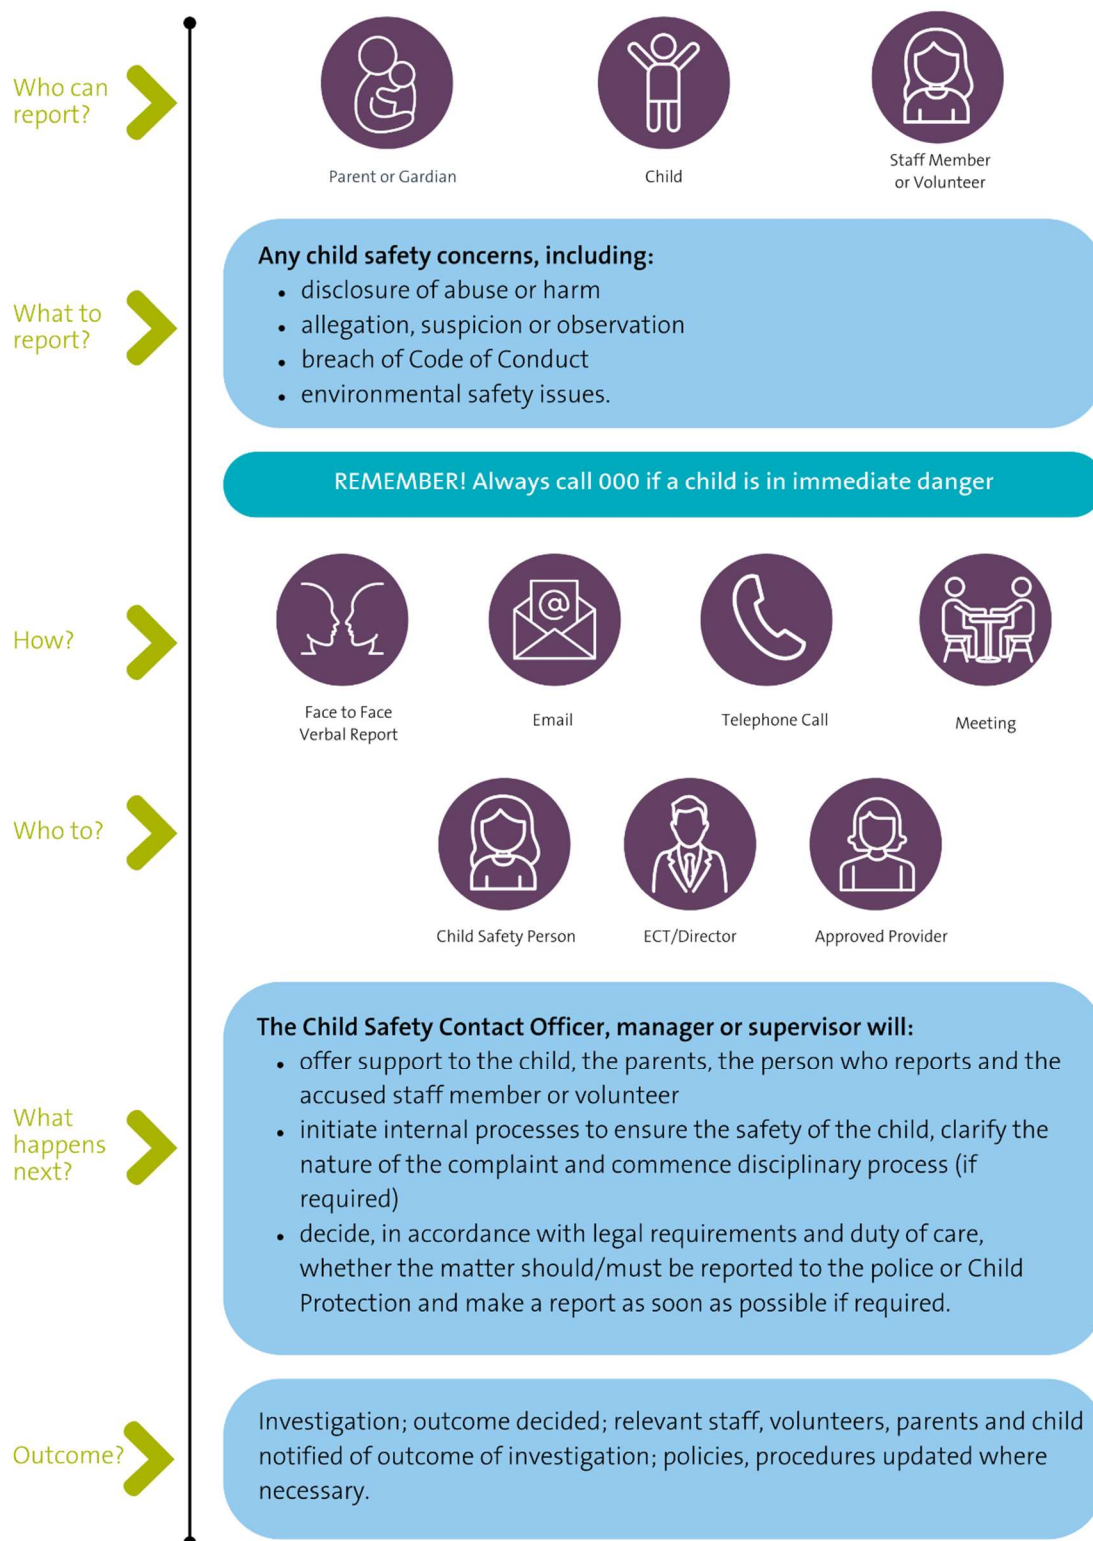 Who can
report?
Parent or Gardian
Child
Staff Member
or Volunteer
What to
report?
Any child safety concerns, including:
• disclosure of abuse or harm
• allegation, suspicion or observation
• breach of Code of Conduct
• environmental safety issues.
REMEMBER! Always call 000 if a child is in immediate danger
How?
Face to Face
Verbal Report
@
Email
Telephone Call
Meeting
Who to?
Child Safety Person
ECT/Director
Approved Provider
What
happens
next?
The Child Safety Contact Officer, manager or supervisor will:
• offer support to the child, the parents, the person who reports and the
accused staff member or volunteer
• initiate internal processes to ensure the safety of the child, clarify the
nature of the complaint and commence disciplinary process (if
required)
• decide, in accordance with legal requirements and duty of care,
whether the matter should/must be reported to the police or Child
Protection and make a report as soon as possible if required.
Outcome?
Investigation; outcome decided; relevant staff, volunteers, parents and child
notified of outcome of investigation; policies, procedures updated where
necessary.